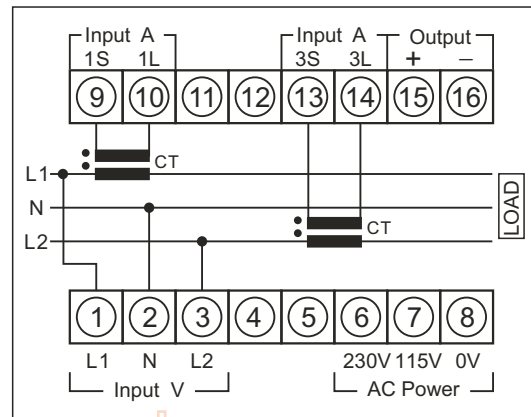 Input A Input A Output
1S 1L 3S 3L + –
9 10 11 12 13 14 15 16
CT
L1
N
L2
CT
LOAD
1 2 3 4 5 6 7 8
L1 N L2 230V 115V 0V
Input V AC Power